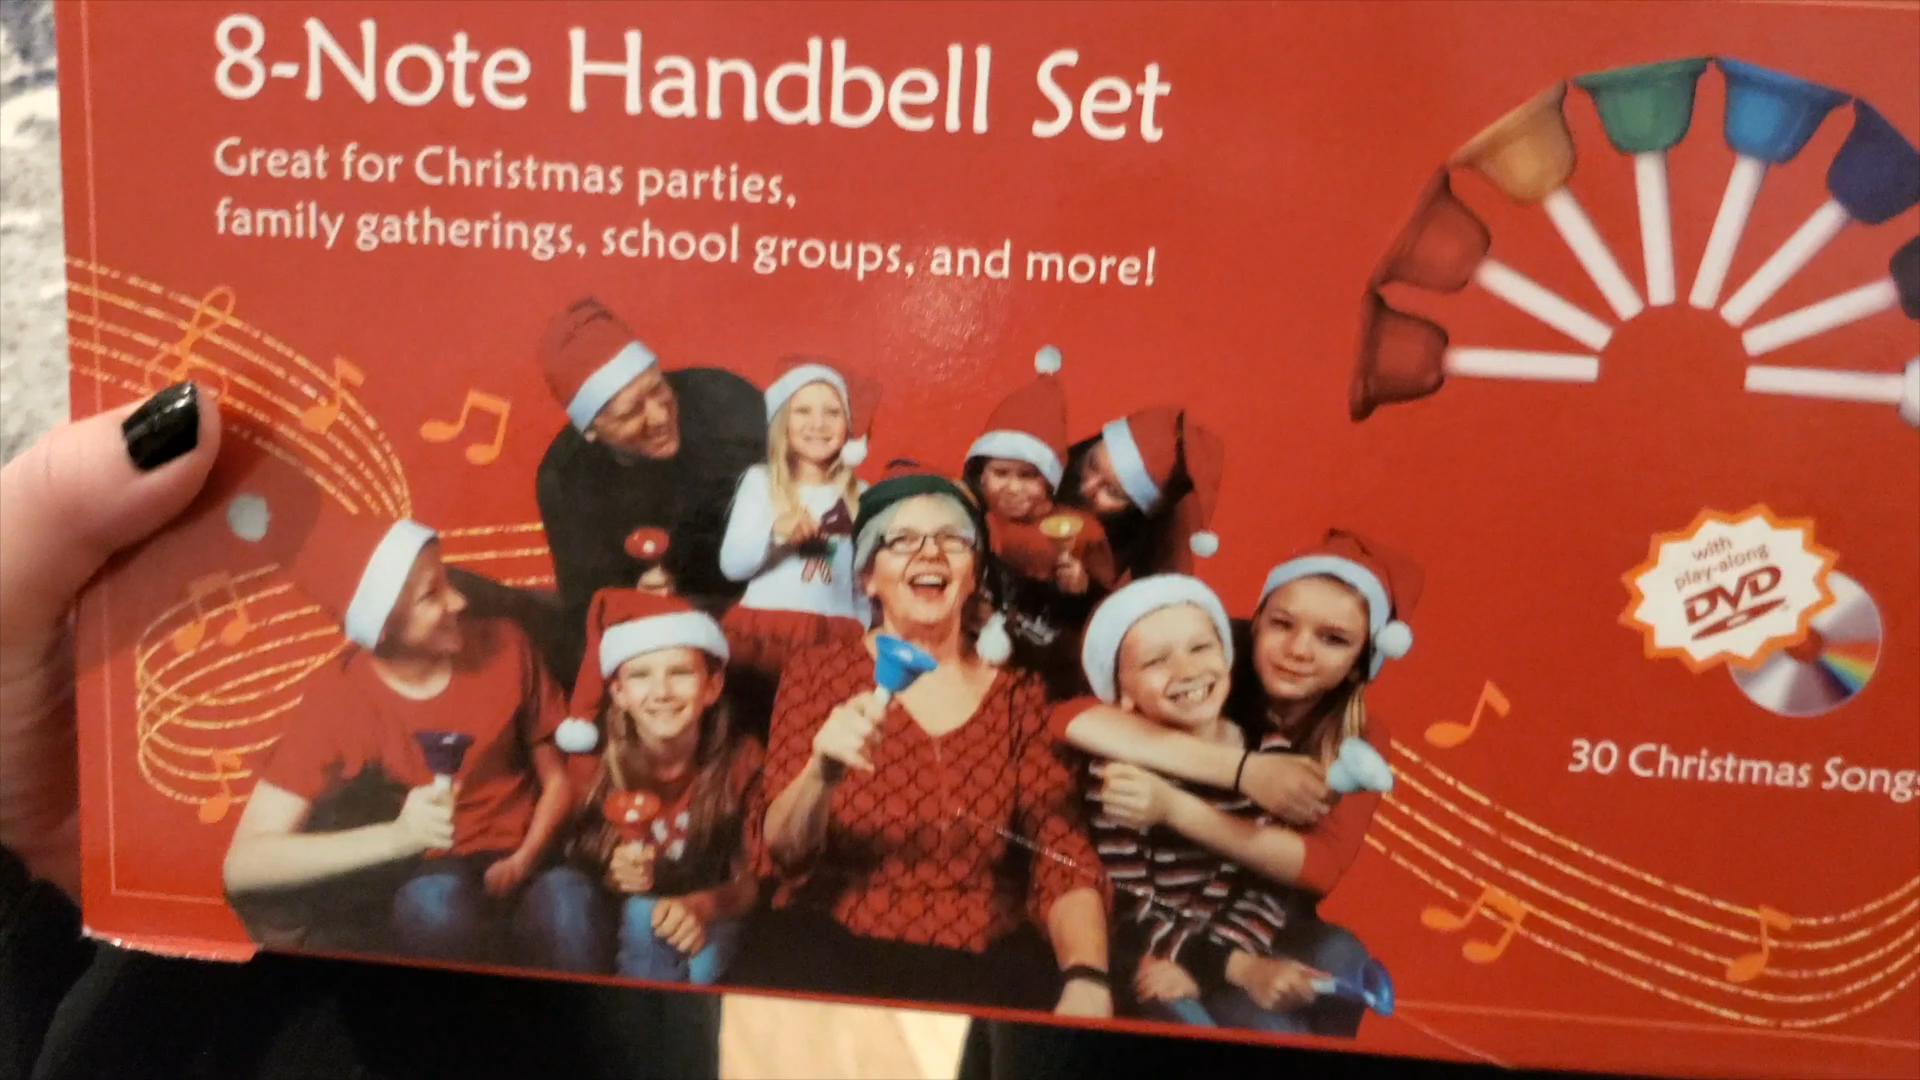 8-Note Handbell Set
Great for Christmas parties,
family gatherings, school groups, and more!
with
play-along
DVD
30 Christmas Songs